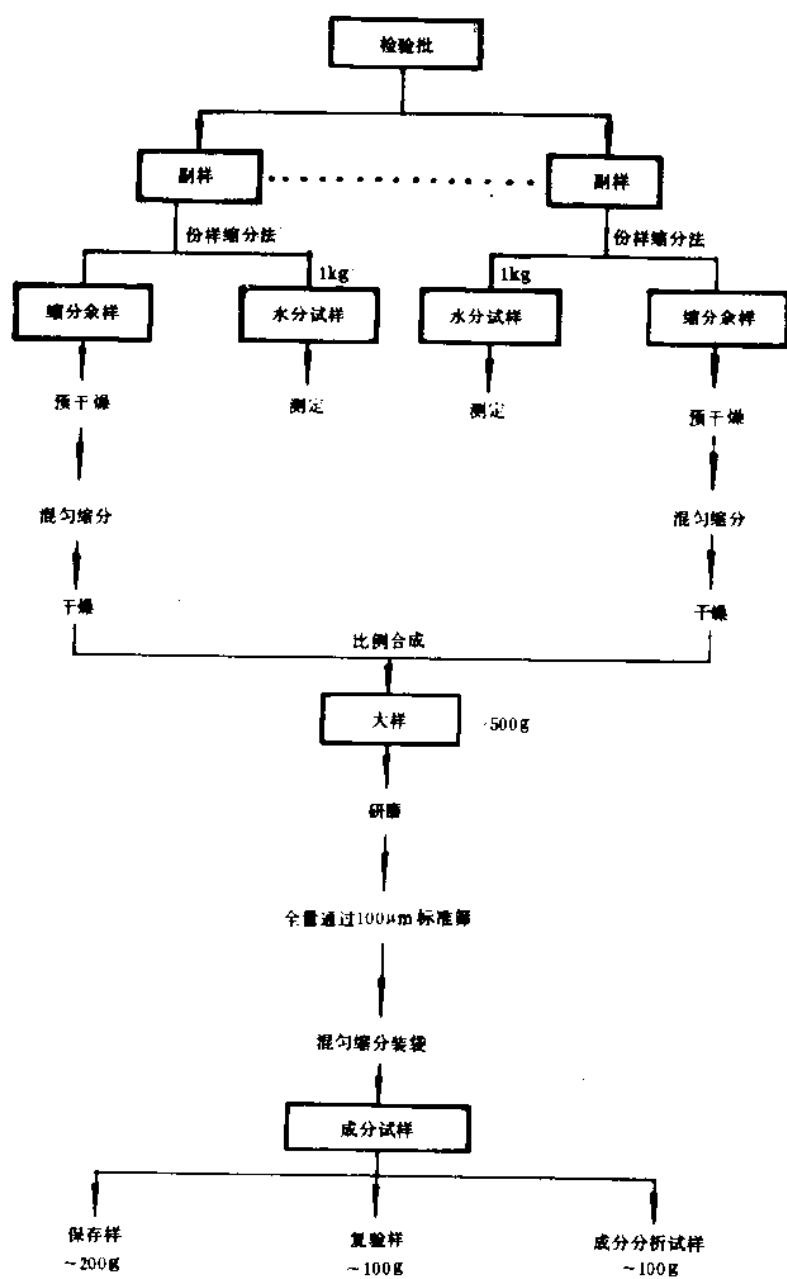 检验批
副样
副样
份样缩分法
份样缩分法
1kg
1kg
缩分余样
水分试样
水分试样
缩分余样
预干燥
测定
测定
预干燥
混匀缩分
混匀缩分
干燥
干燥
比例合成
大样
~500g
研磨
全量通过100μm标准筛
混匀缩分装袋
成分试样
保存样
复验样
成分分析试样
~200g
~100g
~100g